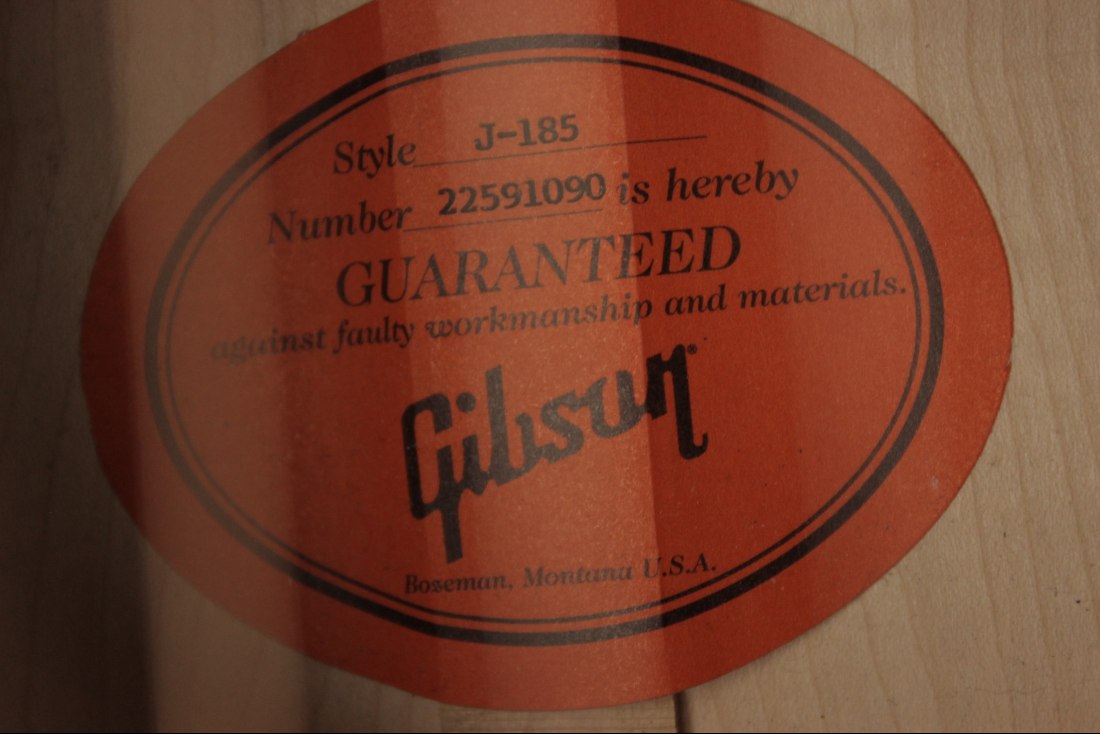 Style J-185
Number 22591090 is hereby
GUARANTEED
against faulty workmanship and materials.
Gibson®
Bozeman, Montana U.S.A.